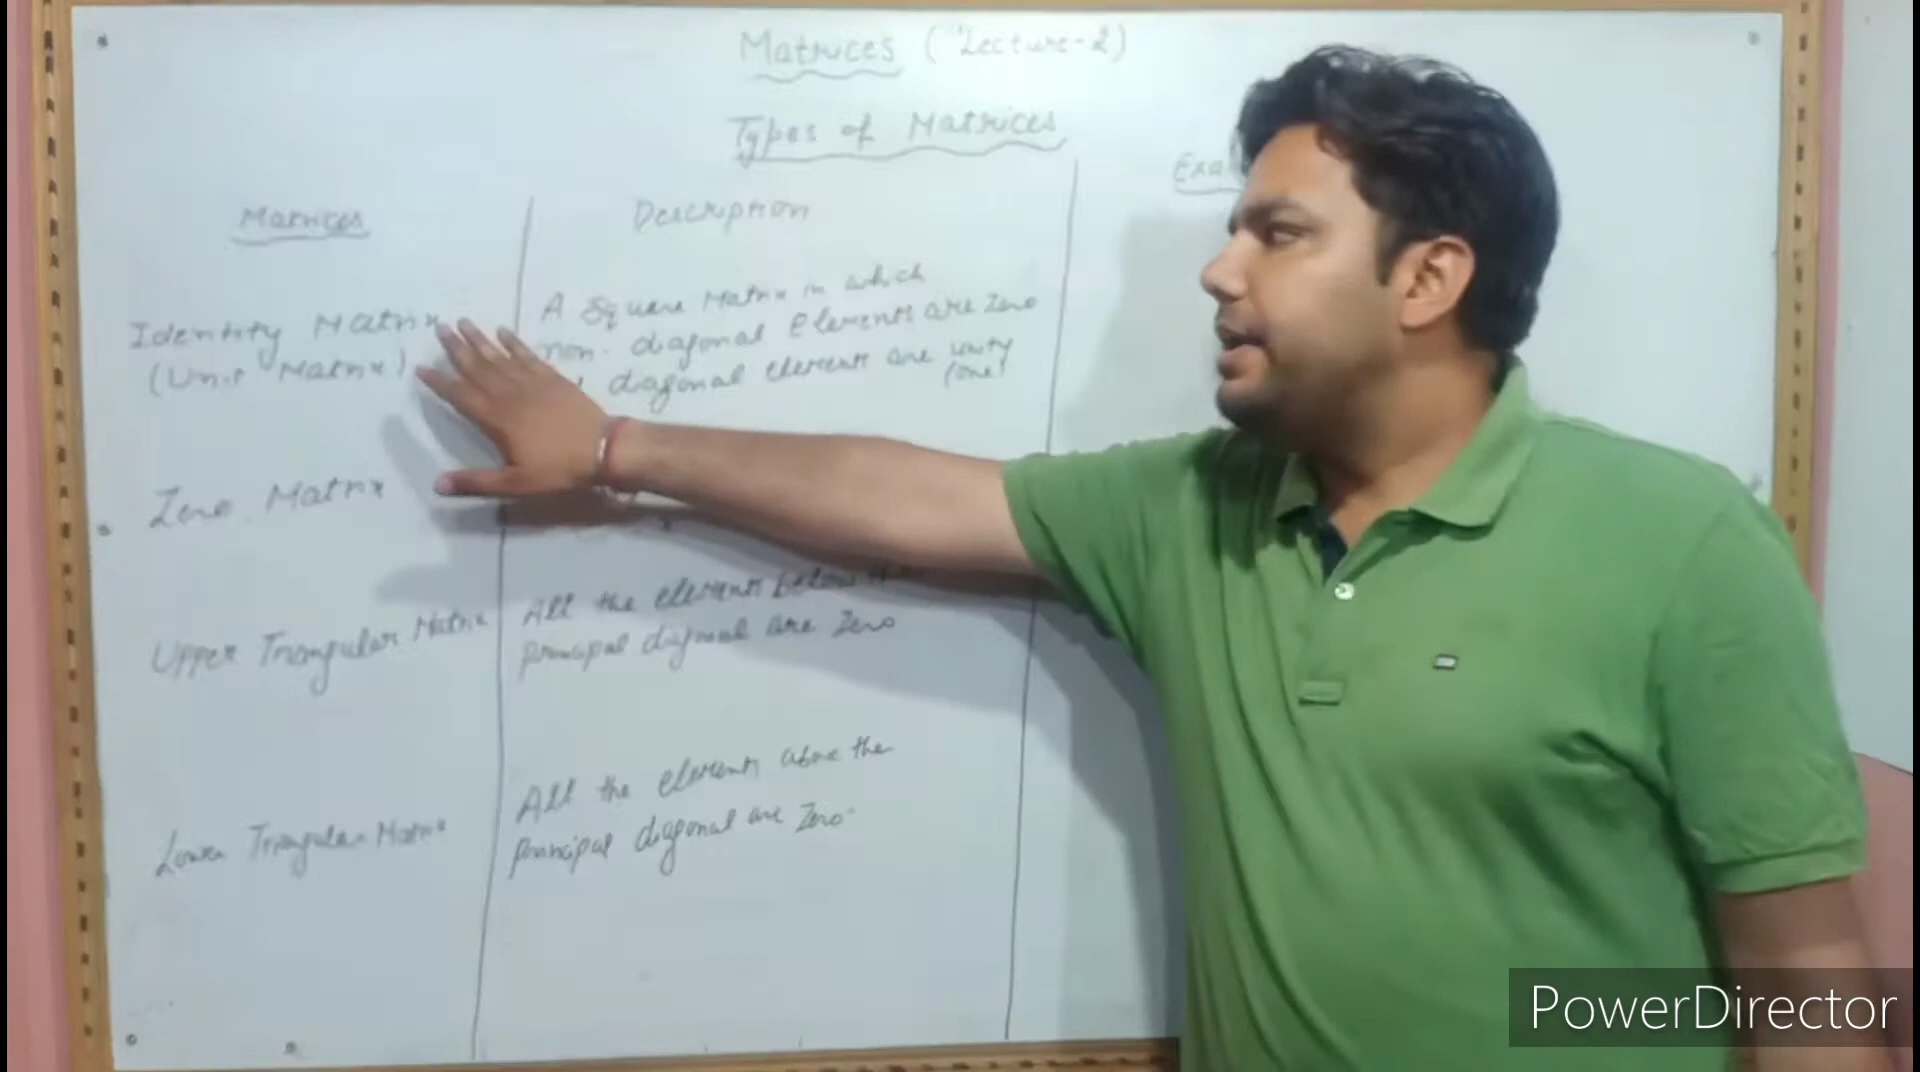 Matrices ("Lecture-2)
Types of Matrices
Matrices
Description
Exa
Identity Matrix
(Unit Matrix)
A Square Matrix in which
non-diagonal Elements are Zero
diagonal elements are unity
(one)
Zero Matrix
Upper Triangular Matrix
All the elements below
principal diagonal are Zero
Lower Triangular Matrix
All the elements above the
principal diagonal are Zero.
PowerDirector